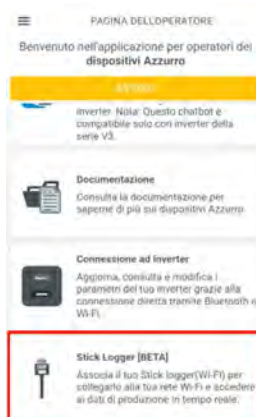 PAGINA DELL'OPERATORE
Benvenuto nell'applicazione per operatori dei
dispositivi Azzurro
inverter. Nota: Questo chatbot è
compatibile solo con inverter della
serie V3.
Documentazione
Consulta la documentazione per
saperne di più sui dispositivi Azzurro.
Connessione ad Inverter
Aggiorna, consulta e modifica i
parametri del tuo inverter grazie alla
connessione diretta tramite Bluetooth o
Wi-Fi.
Stick Logger [BETA]
Associa il tuo Stick logger(Wi-Fi) per
collegarlo alla tua rete Wi-Fi e accedere
ai dati di produzione in tempo reale.